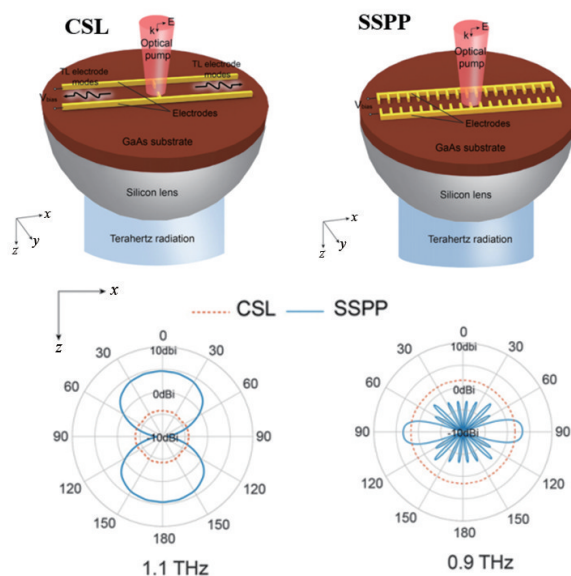 CSL
SSPP
E
k
Optical
pump
TL electrode
modes
TL electrode
modes
Vbias
Electrodes
GaAs substrate
Silicon lens
Terahertz radiation
x
y
z
E
k
Optical
pump
Vbias
Electrodes
GaAs substrate
Silicon lens
Terahertz radiation
x
y
z
x
z
CSL SSPP
0
10dbi
30 30
60 0dBi 60
90 -10dBi 90
120 120
150 150
180
1.1 THz
0
10dbi
30 30
60 0dBi 60
90 -10dBi 90
120 120
150 150
180
0.9 THz